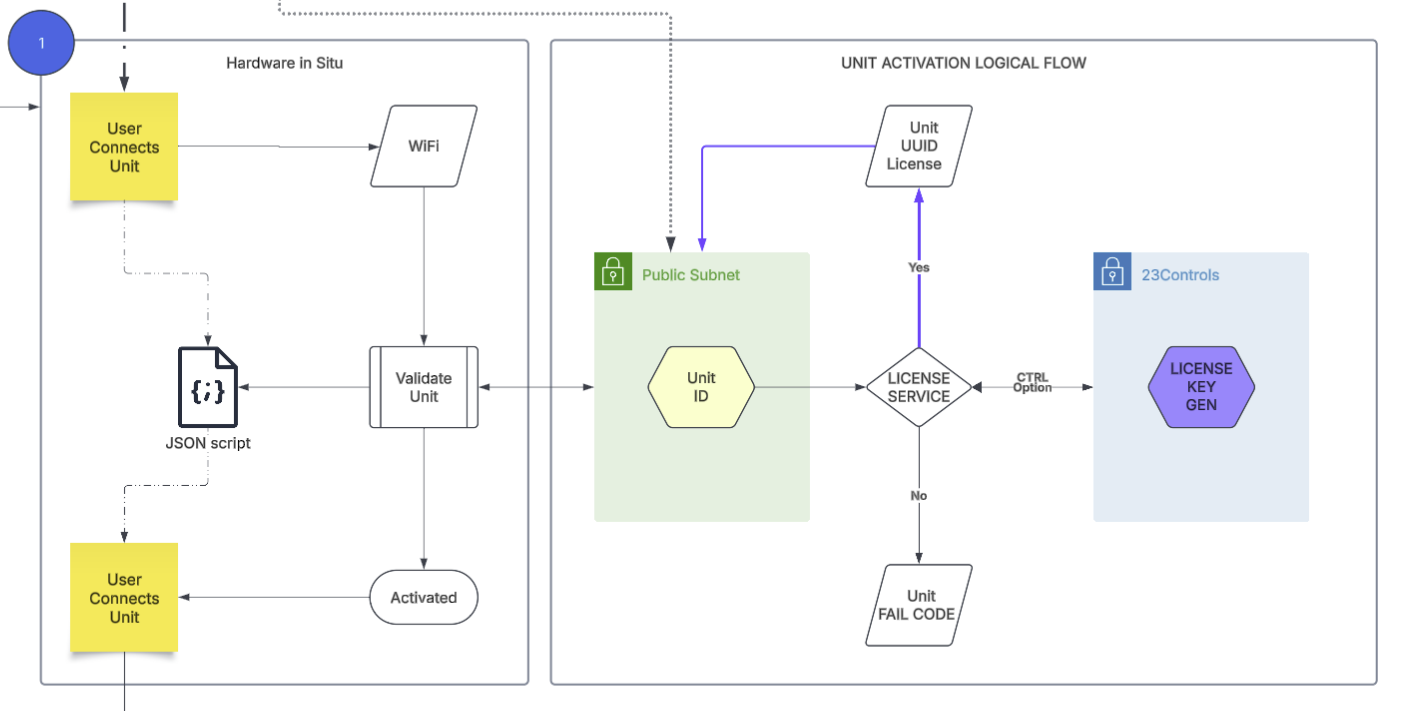 1
Hardware in Situ
User
Connects
Unit
WiFi
{;}
JSON script
Validate
Unit
User
Connects
Unit
Activated
UNIT ACTIVATION LOGICAL FLOW
Unit
UUID
License
Public Subnet
Unit
ID
Yes
LICENSE
SERVICE
No
Unit
FAIL CODE
CTRL
Option
23Controls
LICENSE
KEY
GEN